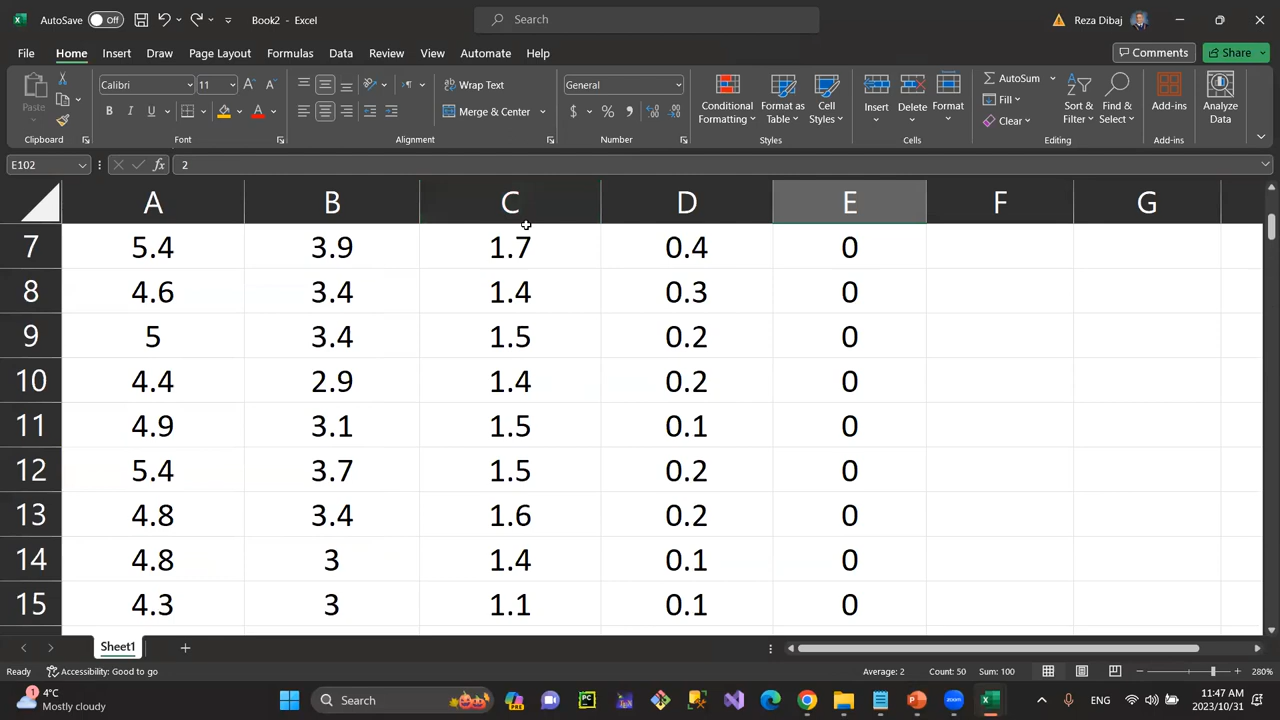 AutoSave Off Book2 - Excel Search Reza Dibaj
File Home Insert Draw Page Layout Formulas Data Review View Automate Help Comments Share
Paste Calibri 11 Wrap Text General AutoSum
B I U Merge & Center $ % Conditional Formatting Format as Table Cell Styles Insert Delete Format Fill Clear Sort & Filter Find & Select Add-ins Analyze Data
Clipboard Font Alignment Number Styles Cells Editing Add-ins
E102 fx 2
A B C D E F G
7 5.4 3.9 1.7 0.4 0
8 4.6 3.4 1.4 0.3 0
9 5 3.4 1.5 0.2 0
10 4.4 2.9 1.4 0.2 0
11 4.9 3.1 1.5 0.1 0
12 5.4 3.7 1.5 0.2 0
13 4.8 3.4 1.6 0.2 0
14 4.8 3 1.4 0.1 0
15 4.3 3 1.1 0.1 0
Sheet1
Ready Accessibility: Good to go Average: 2 Count: 50 Sum: 100 280%
1 4°C Search ENG 11:47 AM
Mostly cloudy 2023/10/31